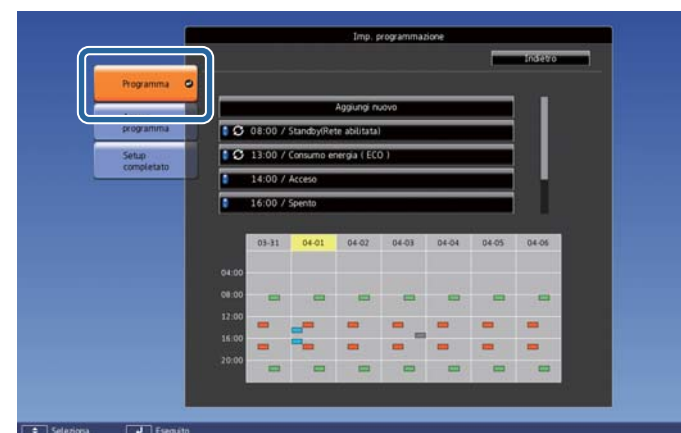 Imp. programmazione
Indietro
Programma
Aggiungi nuovo
programma
08:00 / Standby(Rete abilitata)
Setup
completato
13:00 / Consumo energia ( ECO )
14:00 / Acceso
16:00 / Spento
03-31 04-01 04-02 04-03 04-04 04-05 04-06
04:00
08:00
12:00
16:00
20:00
Seleziona Eseguito